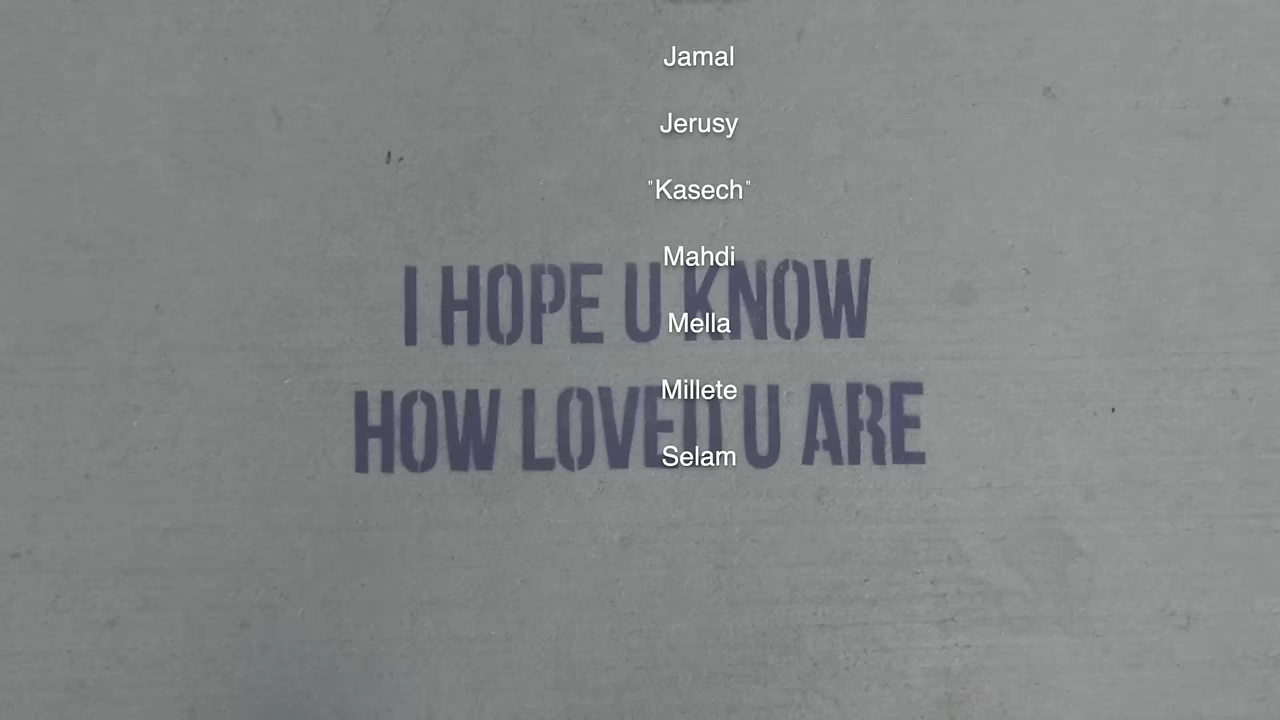 Jamal
Jerusy
"Kasech"
Mahdi
I HOPE U KNOW
Mella
Millete
HOW LOVED U ARE
Selam